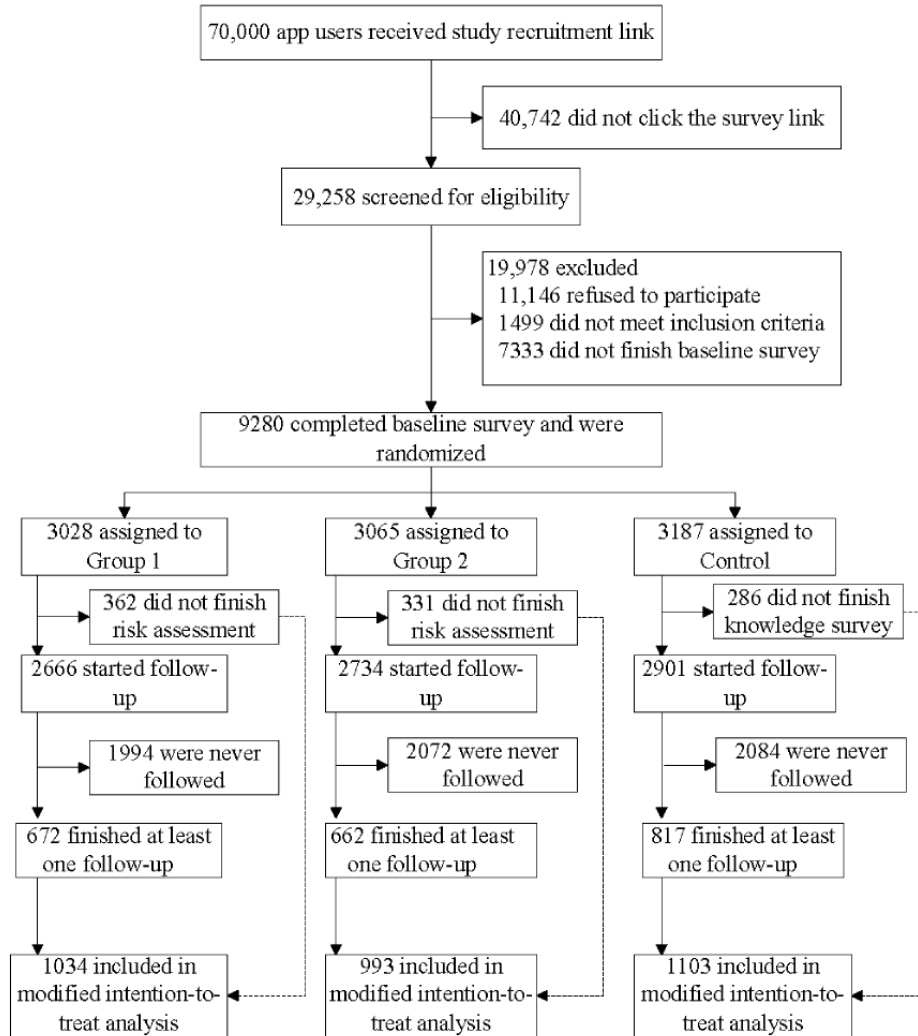 70,000 app users received study recruitment link
40,742 did not click the survey link
29,258 screened for eligibility
19,978 excluded
11,146 refused to participate
1499 did not meet inclusion criteria
7333 did not finish baseline survey
9280 completed baseline survey and were
randomized
3028 assigned to
Group 1
3065 assigned to
Group 2
3187 assigned to
Control
362 did not finish
risk assessment
331 did not finish
risk assessment
286 did not finish
knowledge survey
2666 started follow-
up
2734 started follow-
up
2901 started follow-
up
1994 were never
followed
2072 were never
followed
2084 were never
followed
672 finished at least
one follow-up
662 finished at least
one follow-up
817 finished at least
one follow-up
1034 included in
modified intention-to-
treat analysis
993 included in
modified intention-to-
treat analysis
1103 included in
modified intention-to-
treat analysis